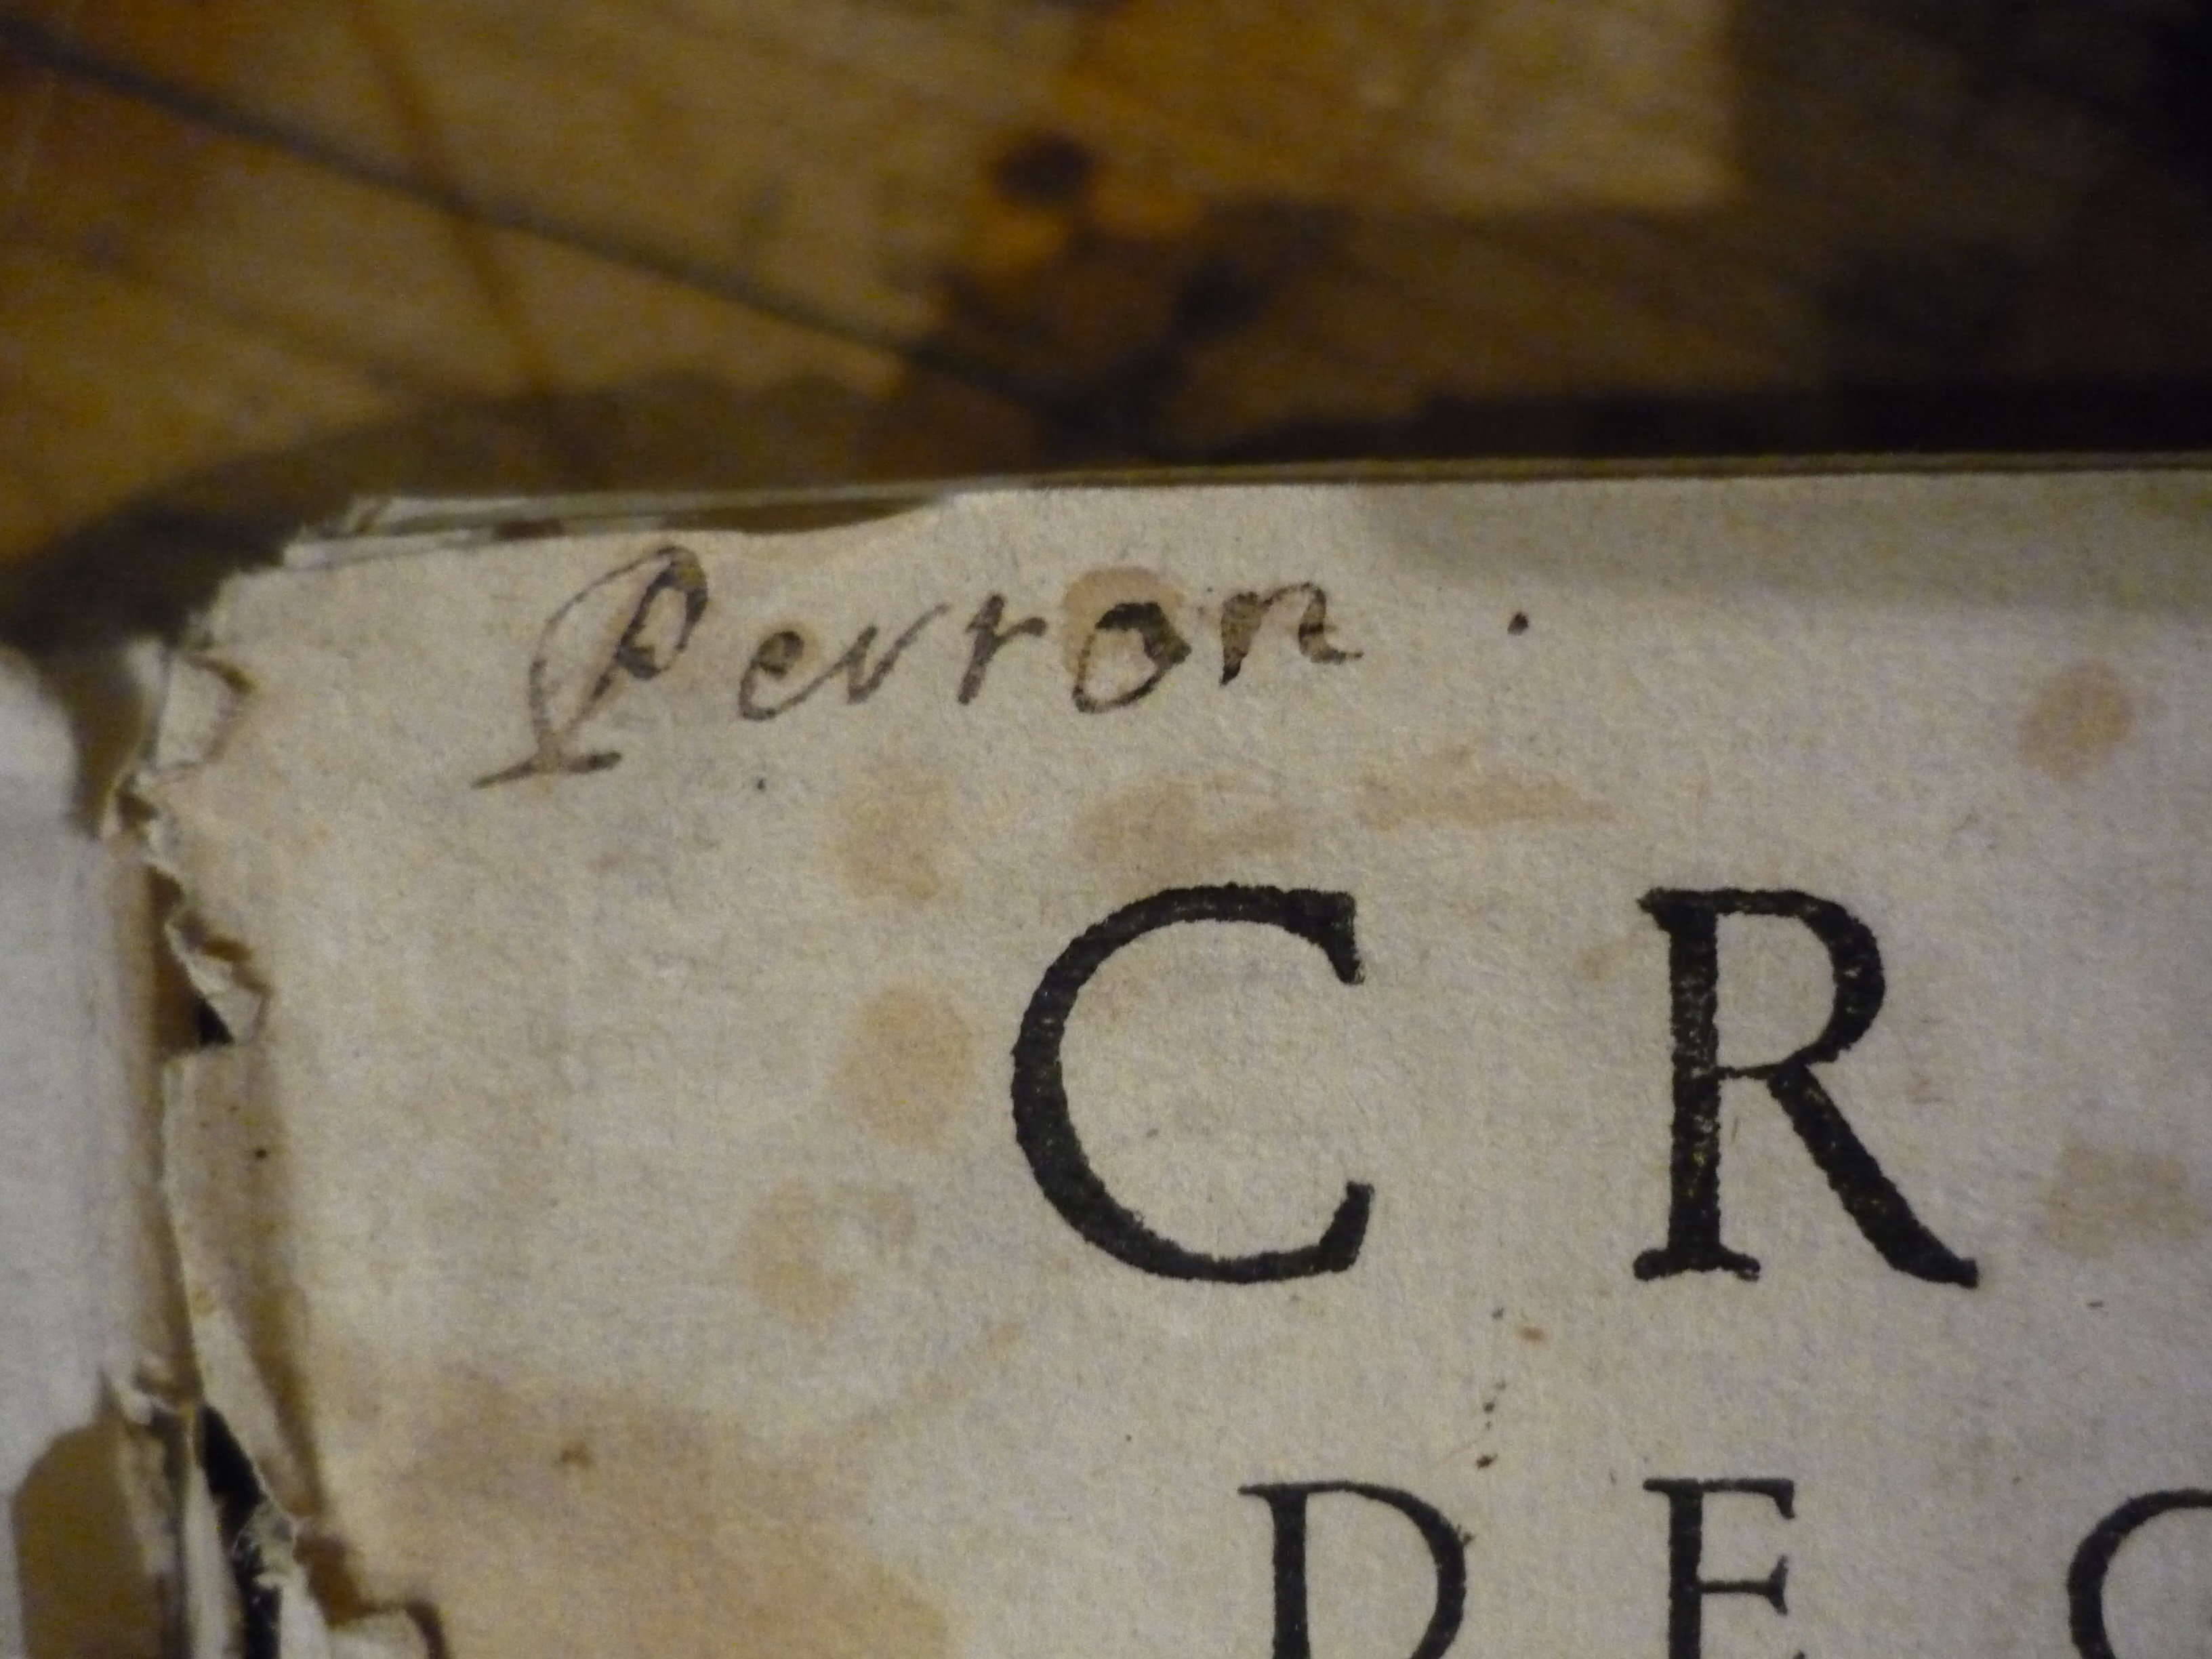 Perron .
C R
D E C